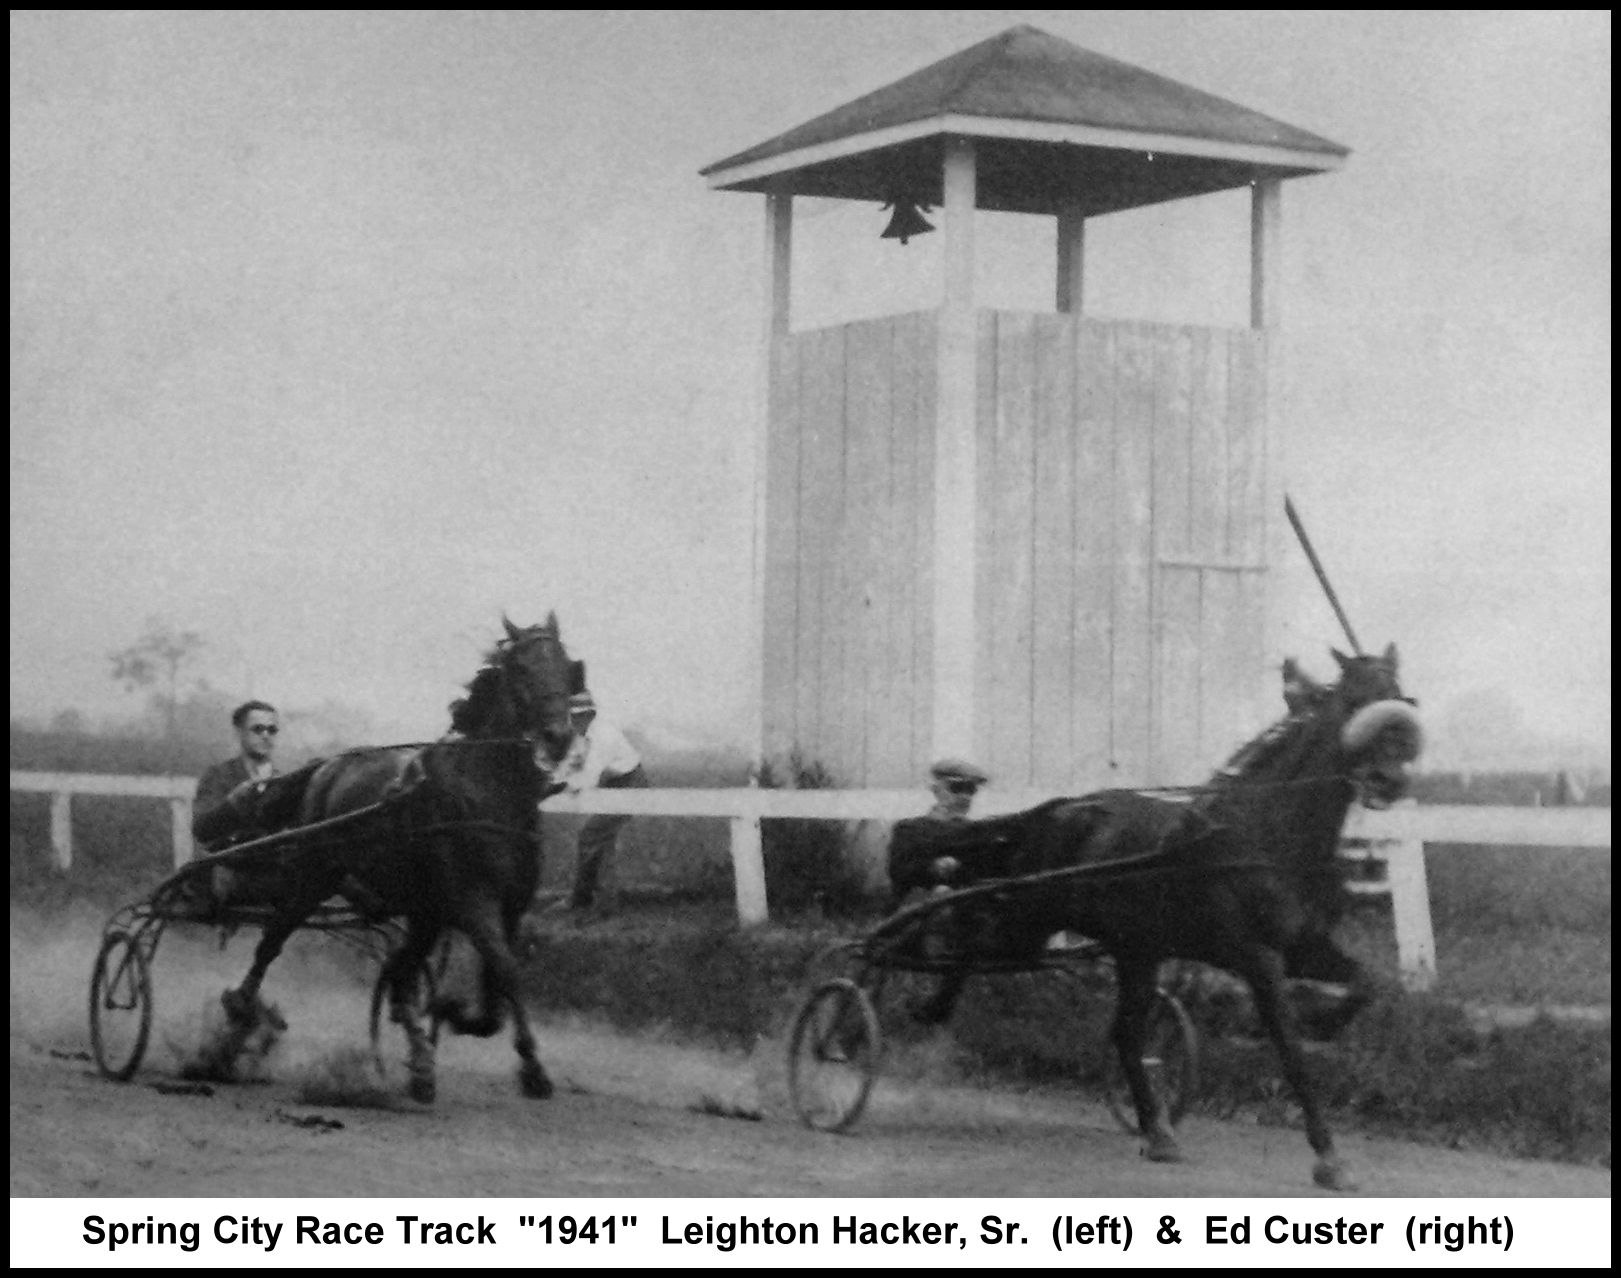 Spring City Race Track "1941" Leighton Hacker, Sr. (left) & Ed Custer (right)